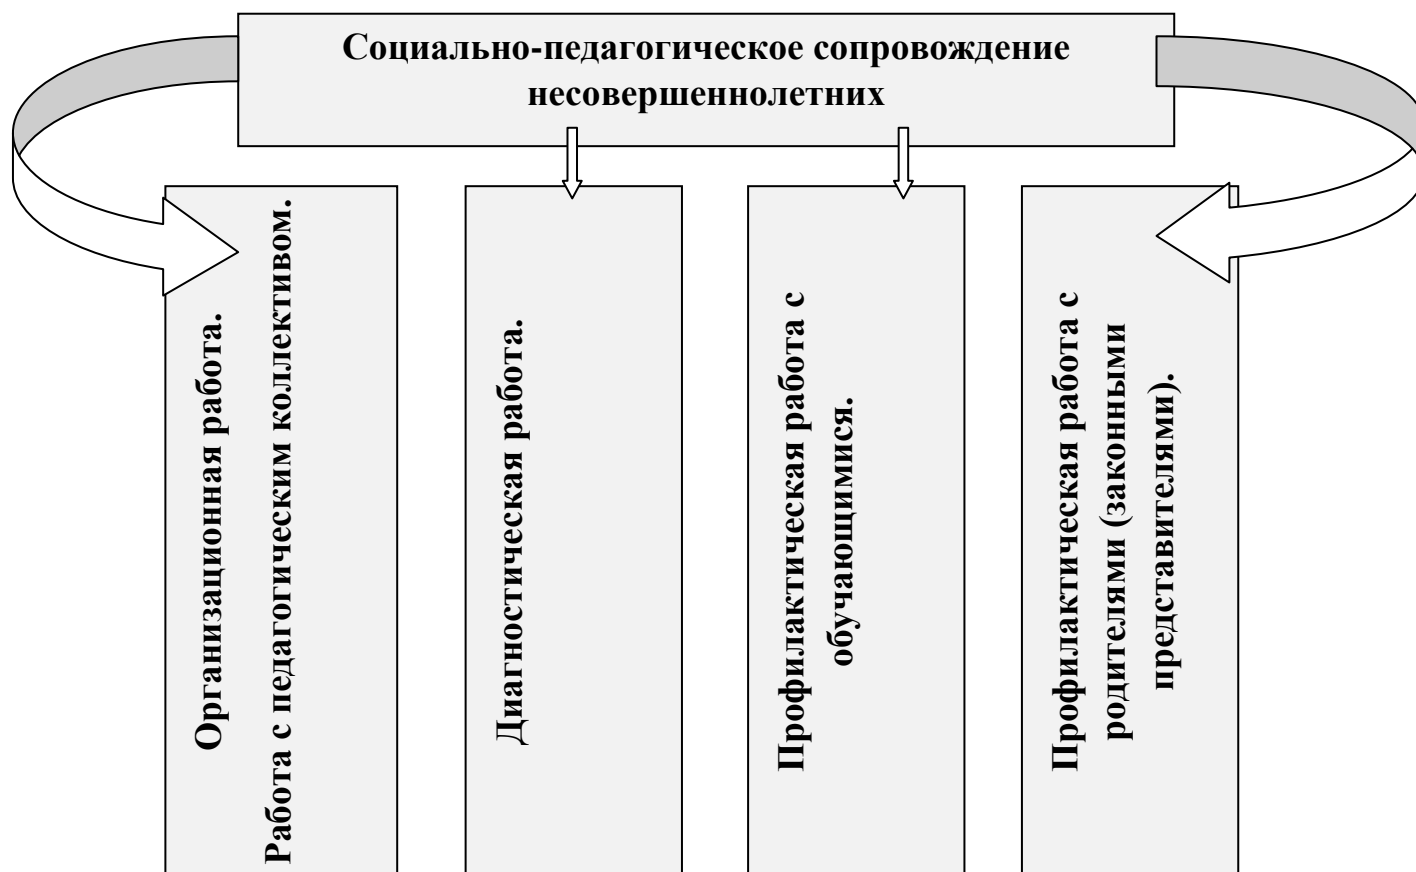 Социально-педагогическое сопровождение
несовершеннолетних
Организационная работа.
Работа с педагогическим коллективом.
Диагностическая работа.
Профилактическая работа с
обучающимися.
Профилактическая работа с
родителями (законными
представителями).